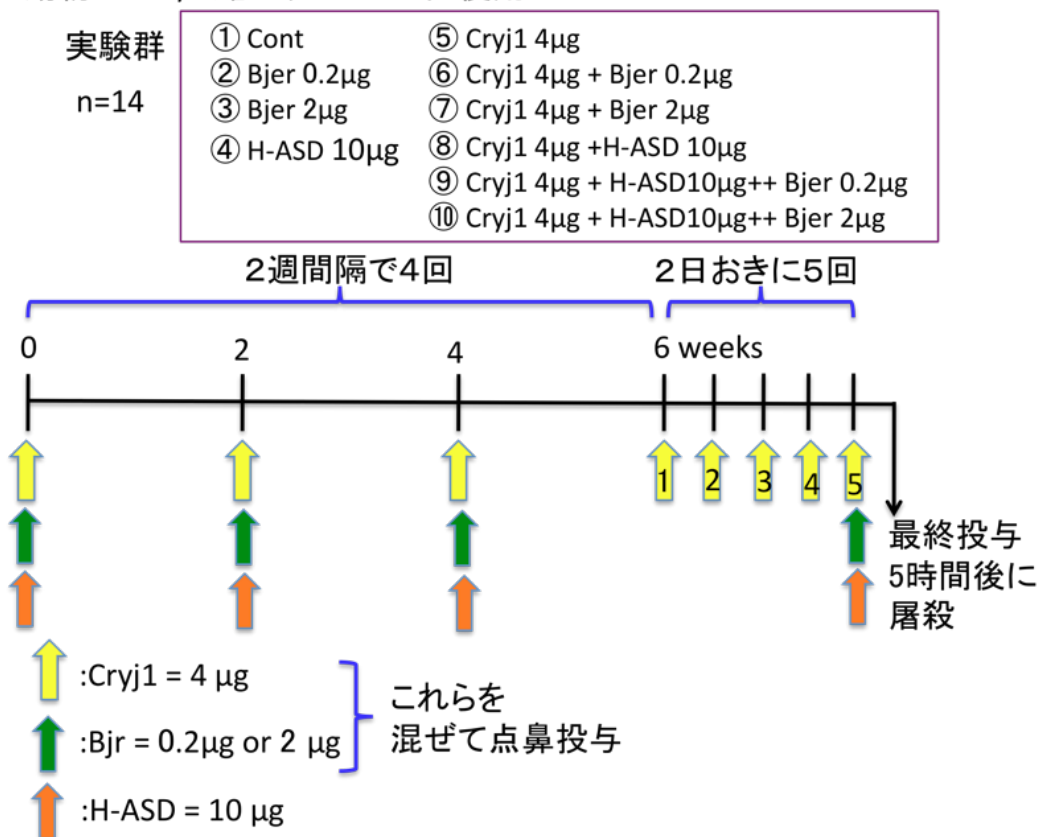 実験群
n=14
① Cont
② Bjer 0.2μg
③ Bjer 2μg
④ H-ASD 10μg
⑤ Cryj1 4μg
⑥ Cryj1 4μg + Bjer 0.2μg
⑦ Cryj1 4μg + Bjer 2μg
⑧ Cryj1 4μg +H-ASD 10μg
⑨ Cryj1 4μg + H-ASD10μg++ Bjer 0.2μg
⑩ Cryj1 4μg + H-ASD10μg++ Bjer 2μg
2週間隔で4回
2日おきに5回
0
2
4
6 weeks
1
2
3
4
5
最終投与
5時間後に
屠殺
:Cryj1 = 4 μg
:Bjr = 0.2μg or 2 μg
:H-ASD = 10 μg
これらを
混ぜて点鼻投与